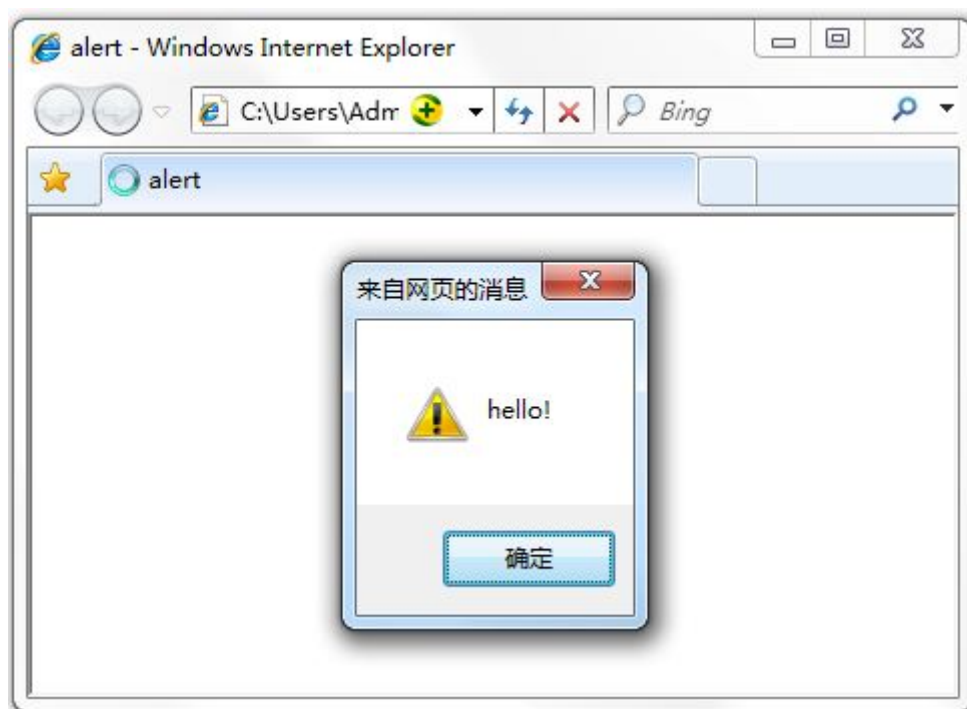 alert - Windows Internet Explorer
C:\Users\Adm
Bing
alert
来自网页的消息
hello!
确定